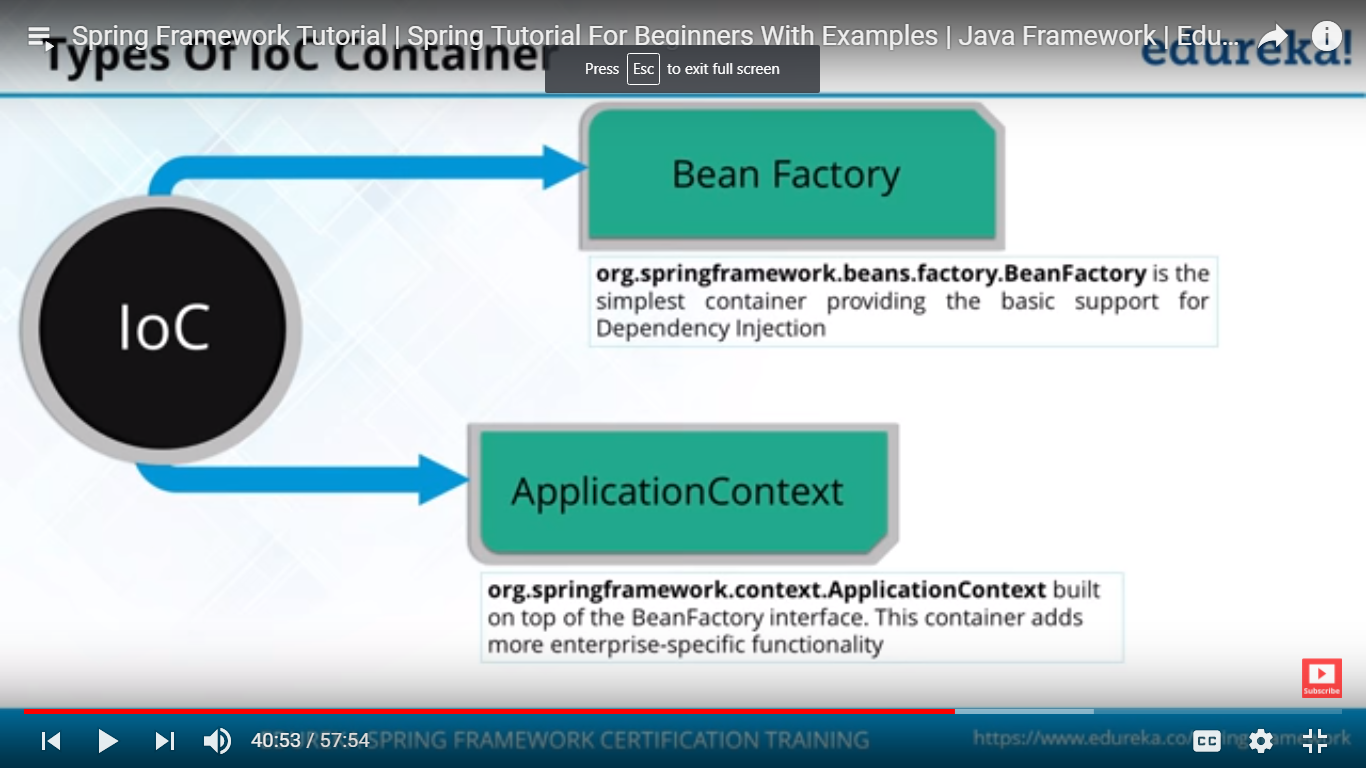 Spring Framework Tutorial | Spring Tutorial For Beginners With Examples | Java Framework | Edu...
Types Of IoC Container
edureka!
Press Esc to exit full screen
Bean Factory
org.springframework.beans.factory.BeanFactory is the
simplest container providing the basic support for
Dependency Injection
IoC
ApplicationContext
org.springframework.context.ApplicationContext built
on top of the BeanFactory interface. This container adds
more enterprise-specific functionality
Subscribe
40:53 / 57:54
SPRING FRAMEWORK CERTIFICATION TRAINING
https://www.edureka.co/
CC